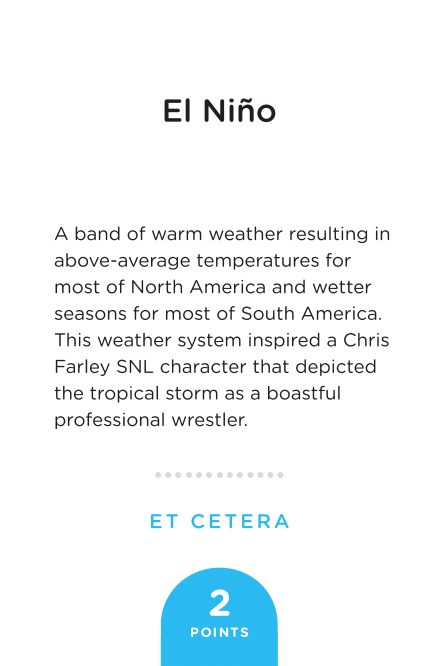 El Niño
A band of warm weather resulting in
above-average temperatures for
most of North America and wetter
seasons for most of South America.
This weather system inspired a Chris
Farley SNL character that depicted
the tropical storm as a boastful
professional wrestler.
ET CETERA
2
POINTS